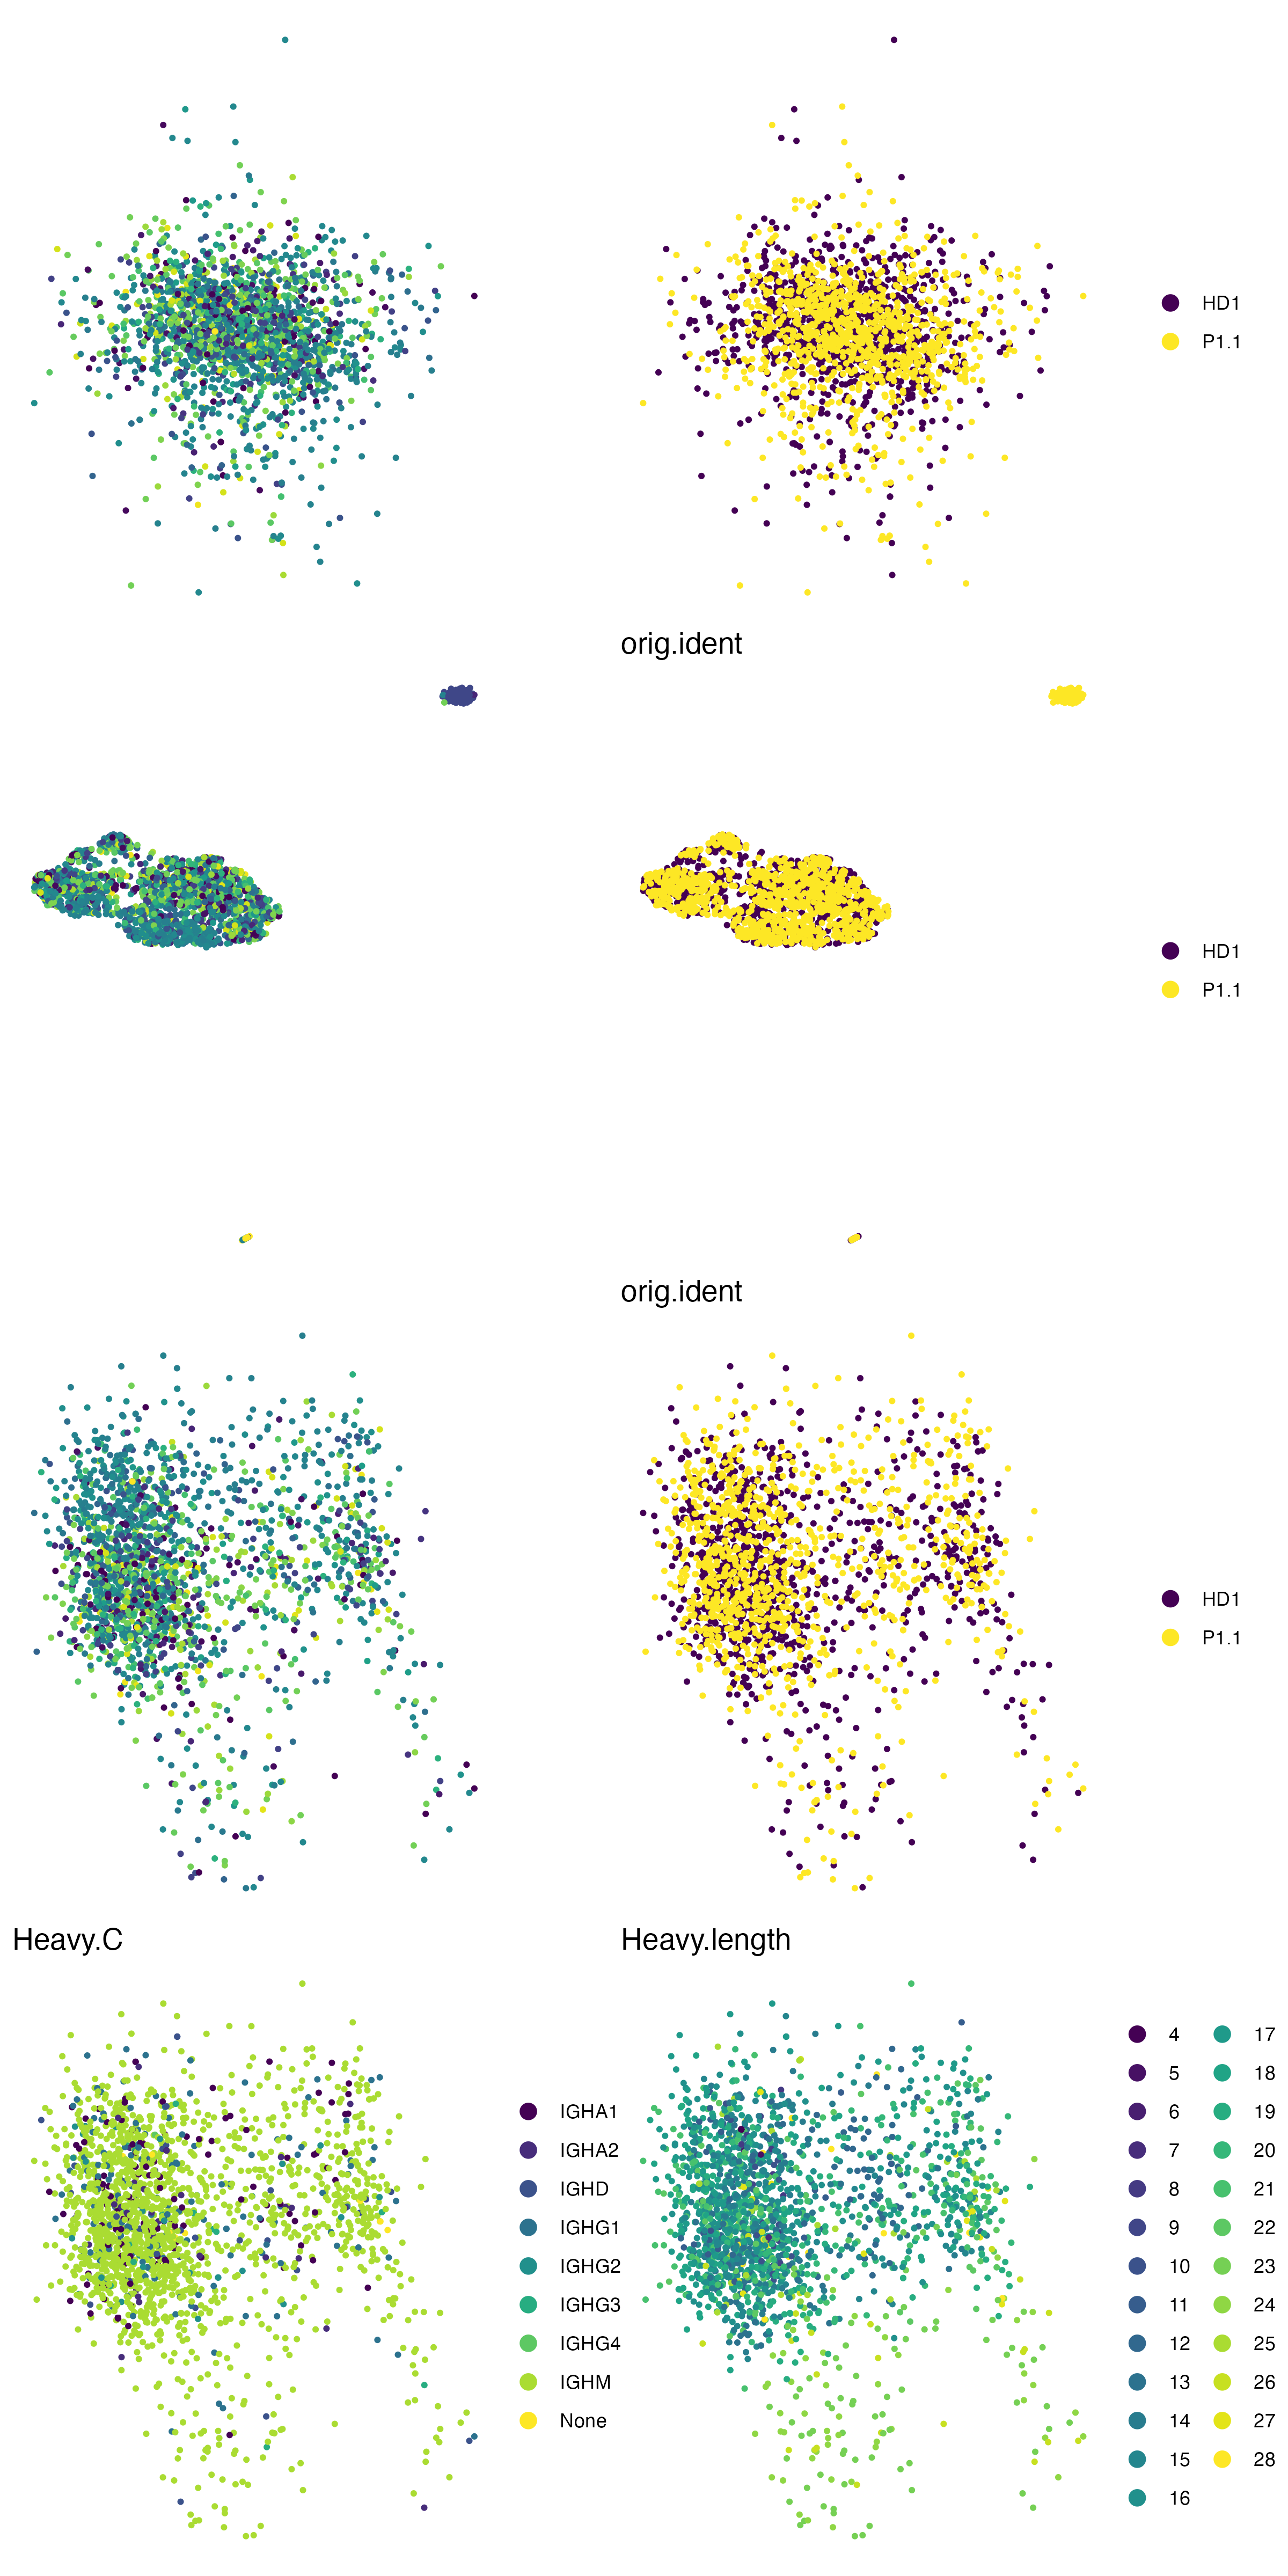 HD1
P1.1
orig.ident
HD1
P1.1
orig.ident
HD1
P1.1
Heavy.C
IGHA1
IGHA2
IGHD
IGHG1
IGHG2
IGHG3
IGHG4
IGHM
None
Heavy.length
4 17
5 18
6 19
7 20
8 21
9 22
10 23
11 24
12 25
13 26
14 27
15 28
16